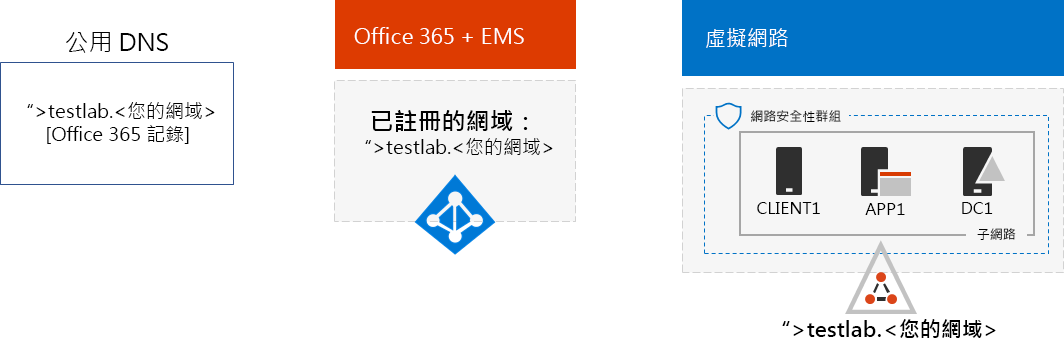 公用 DNS
“>testlab.<您的網域>
[Office 365 記錄]
Office 365 + EMS
已註冊的網域：
“>testlab.<您的網域>
虛擬網路
網路安全性群組
CLIENT1
APP1
DC1
子網路
“>testlab.<您的網域>